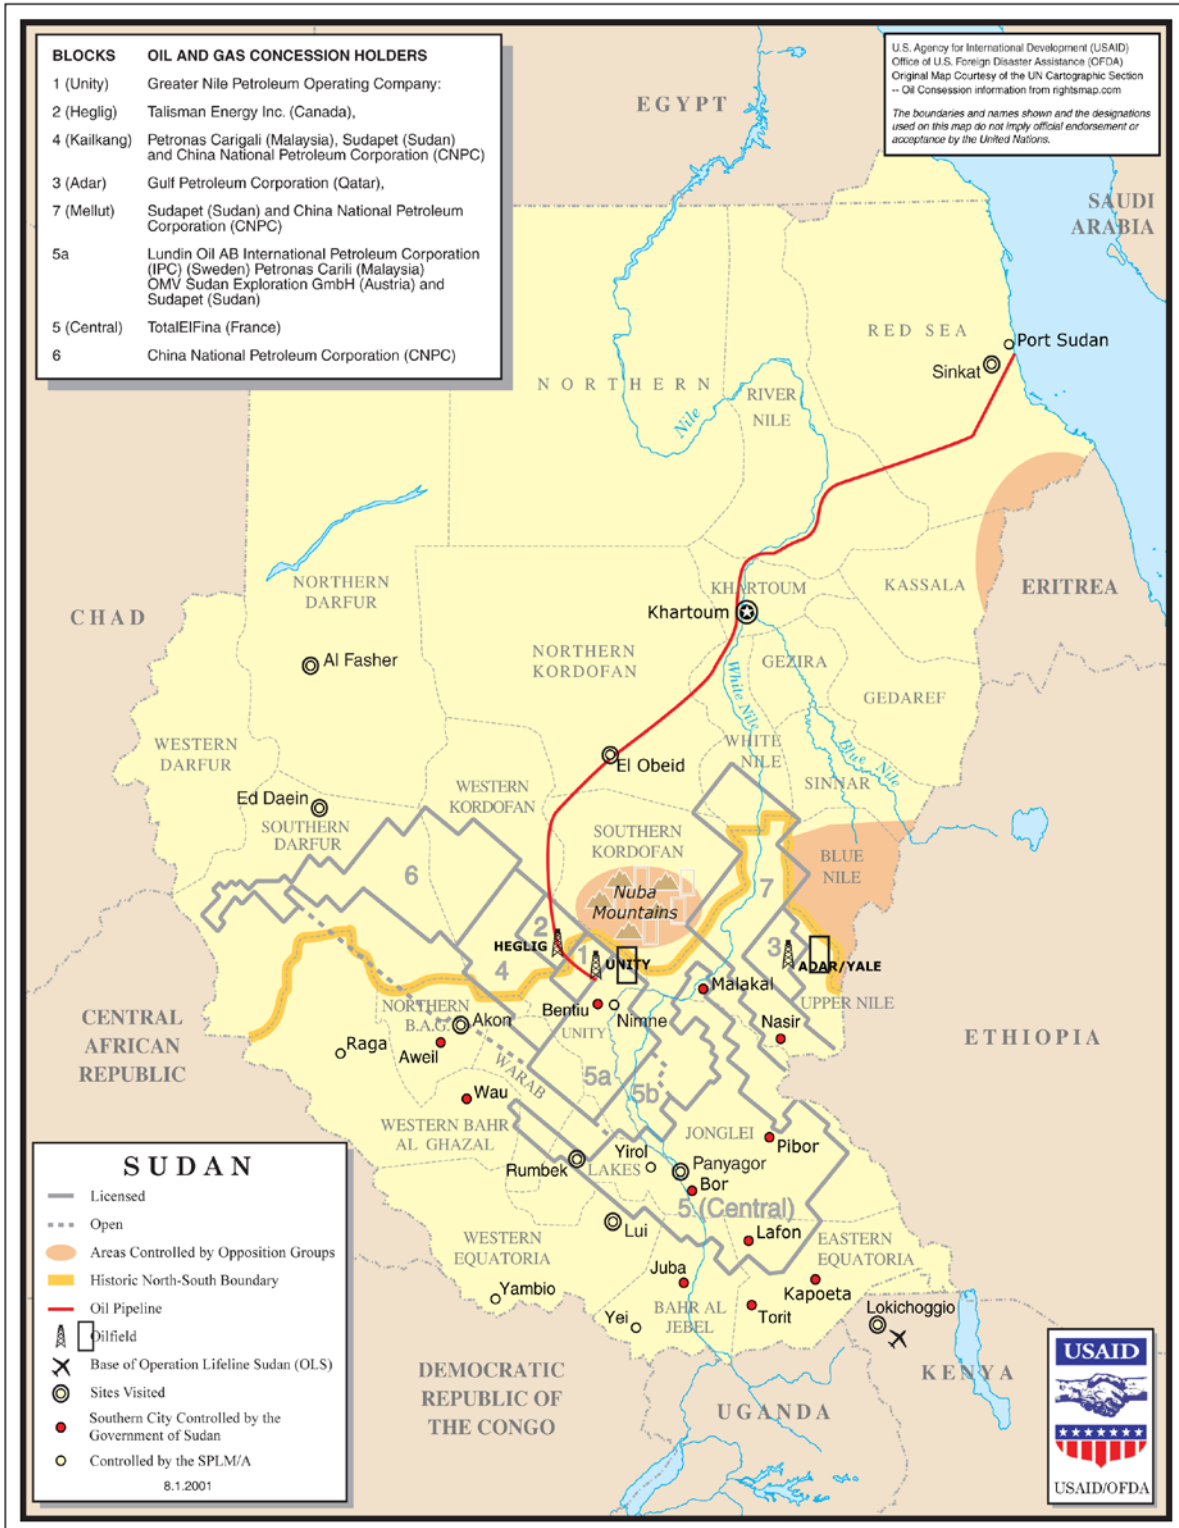 BLOCKS OIL AND GAS CONCESSION HOLDERS
1 (Unity) Greater Nile Petroleum Operating Company:
2 (Heglig) Talisman Energy Inc. (Canada),
4 (Kailkang) Petronas Carigali (Malaysia), Sudapet (Sudan)
and China National Petroleum Corporation (CNPC)
3 (Adar) Gulf Petroleum Corporation (Qatar),
7 (Mellut) Sudapet (Sudan) and China National Petroleum
Corporation (CNPC)
5a Lundin Oil AB International Petroleum Corporation
(IPC) (Sweden) Petronas Carili (Malaysia)
OMV Sudan Exploration GmbH (Austria) and
Sudapet (Sudan)
5 (Central) TotalElFina (France)
6 China National Petroleum Corporation (CNPC)
U.S. Agency for International Development (USAID)
Office of U.S. Foreign Disaster Assistance (OFDA)
Original Map Courtesy of the UN Cartographic Section
-- Oil Consession information from rightsmap.com
The boundaries and names shown and the designations
used on this map do not imply official endorsement or
acceptance by the United Nations.
EGYPT
SAUDI
ARABIA
RED SEA
Port Sudan
Sinkat
NORTHERN
Nile
RIVER
NILE
NORTHERN
DARFUR
CHAD
KHARTOUM
Khartoum
KASSALA
ERITREA
Al Fasher
NORTHERN
KORDOFAN
GEZIRA
White Nile
GEDAREF
WESTERN
DARFUR
WHITE
NILE
Blue Nile
El Obeid
SINNAR
WESTERN
KORDOFAN
Ed Daein
SOUTHERN
DARFUR
SOUTHERN
KORDOFAN
BLUE
NILE
6
7
Nuba
Mountains
2
HEGLIG
1
UNITY
3
ADAR/YALE
4
Malakal
UPPER NILE
NORTHERN
B.A.G.
Akon
Bentiu
Nimne
UNITY
Nasir
CENTRAL
AFRICAN
REPUBLIC
Raga
Aweil
WARAB
ETHIOPIA
5a
5b
Wau
WESTERN BAHR
AL GHAZAL
JONGLEI
Pibor
Yirol
Rumbek
LAKES
Panyagor
Bor
5 (Central)
Lui
Lafon
WESTERN
EQUATORIA
EASTERN
EQUATORIA
Juba
Kapoeta
Yambio
BAHR AL
JEBEL
Torit
Yei
Lokichoggio
DEMOCRATIC
REPUBLIC OF
THE CONGO
KENYA
UGANDA
SUDAN
Licensed
Open
Areas Controlled by Opposition Groups
Historic North-South Boundary
Oil Pipeline
Oilfield
Base of Operation Lifeline Sudan (OLS)
Sites Visited
Southern City Controlled by the
Government of Sudan
Controlled by the SPLM/A
8.1.2001
USAID
USAID/OFDA